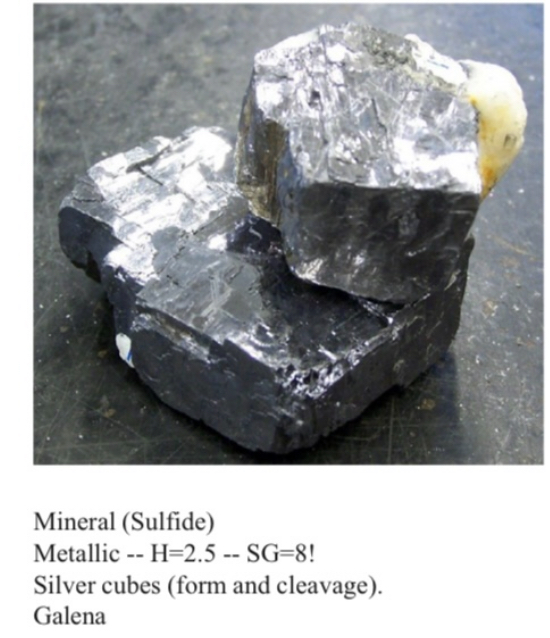 Mineral (Sulfide)
Metallic -- H=2.5 -- SG=8!
Silver cubes (form and cleavage).
Galena